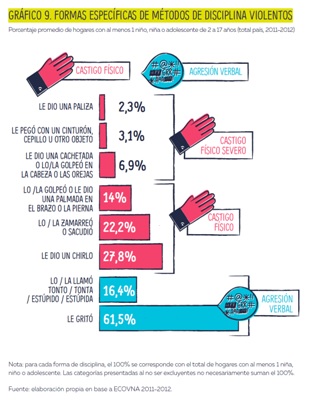 GRÁFICO 9. FORMAS ESPECÍFICAS DE MÉTODOS DE DISCIPLINA VIOLENTOS
Porcentaje promedio de hogares con al menos 1 niño, niña o adolescente de 2 a 17 años (total país, 2011-2012)
CASTIGO FÍSICO
AGRESIÓN VERBAL
LE DIO UNA PALIZA
2,3%
LE PEGÓ CON UN CINTURÓN,
CEPILLO U OTRO OBJETO
3,1%
LE DIO UNA CACHETADA
O LO/LA GOLPEÓ EN
LA CABEZA O LAS OREJAS
6,9%
CASTIGO
FÍSICO SEVERO
LO /LA GOLPEÓ O LE DIO
UNA PALMADA EN
EL BRAZO O LA PIERNA
14%
LO / LA ZAMARREÓ
O SACUDIÓ
22,2%
LE DIO UN CHIRLO
27,8%
CASTIGO
FÍSICO
LO / LA LLAMÓ
TONTO / TONTA
/ ESTÚPIDO / ESTÚPIDA
16,4%
LE GRITÓ
61,5%
AGRESIÓN
VERBAL
Nota: para cada forma de disciplina, el 100% se corresponde con el total de hogares con al menos 1 niña,
niño o adolescente. Las categorías presentadas al no ser excluyentes no necesariamente suman el 100%.
Fuente: elaboración propia en base a ECOVNA 2011-2012.